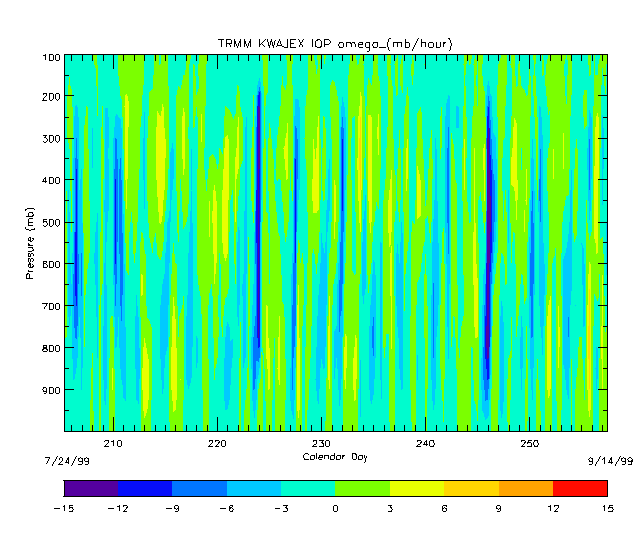 TRMM KWAJEX IOP omega_(mb/hour)
100
200
300
400
500
600
700
800
900
Pressure (mb)
210 220 230 240 250
7/24/99 Calendar Day 9/14/99
-15 -12 -9 -6 -3 0 3 6 9 12 15